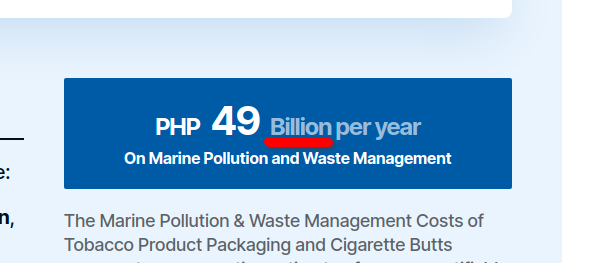 e:
n,
PHP 49 Billion per year
On Marine Pollution and Waste Management
The Marine Pollution & Waste Management Costs of
Tobacco Product Packaging and Cigarette Butts